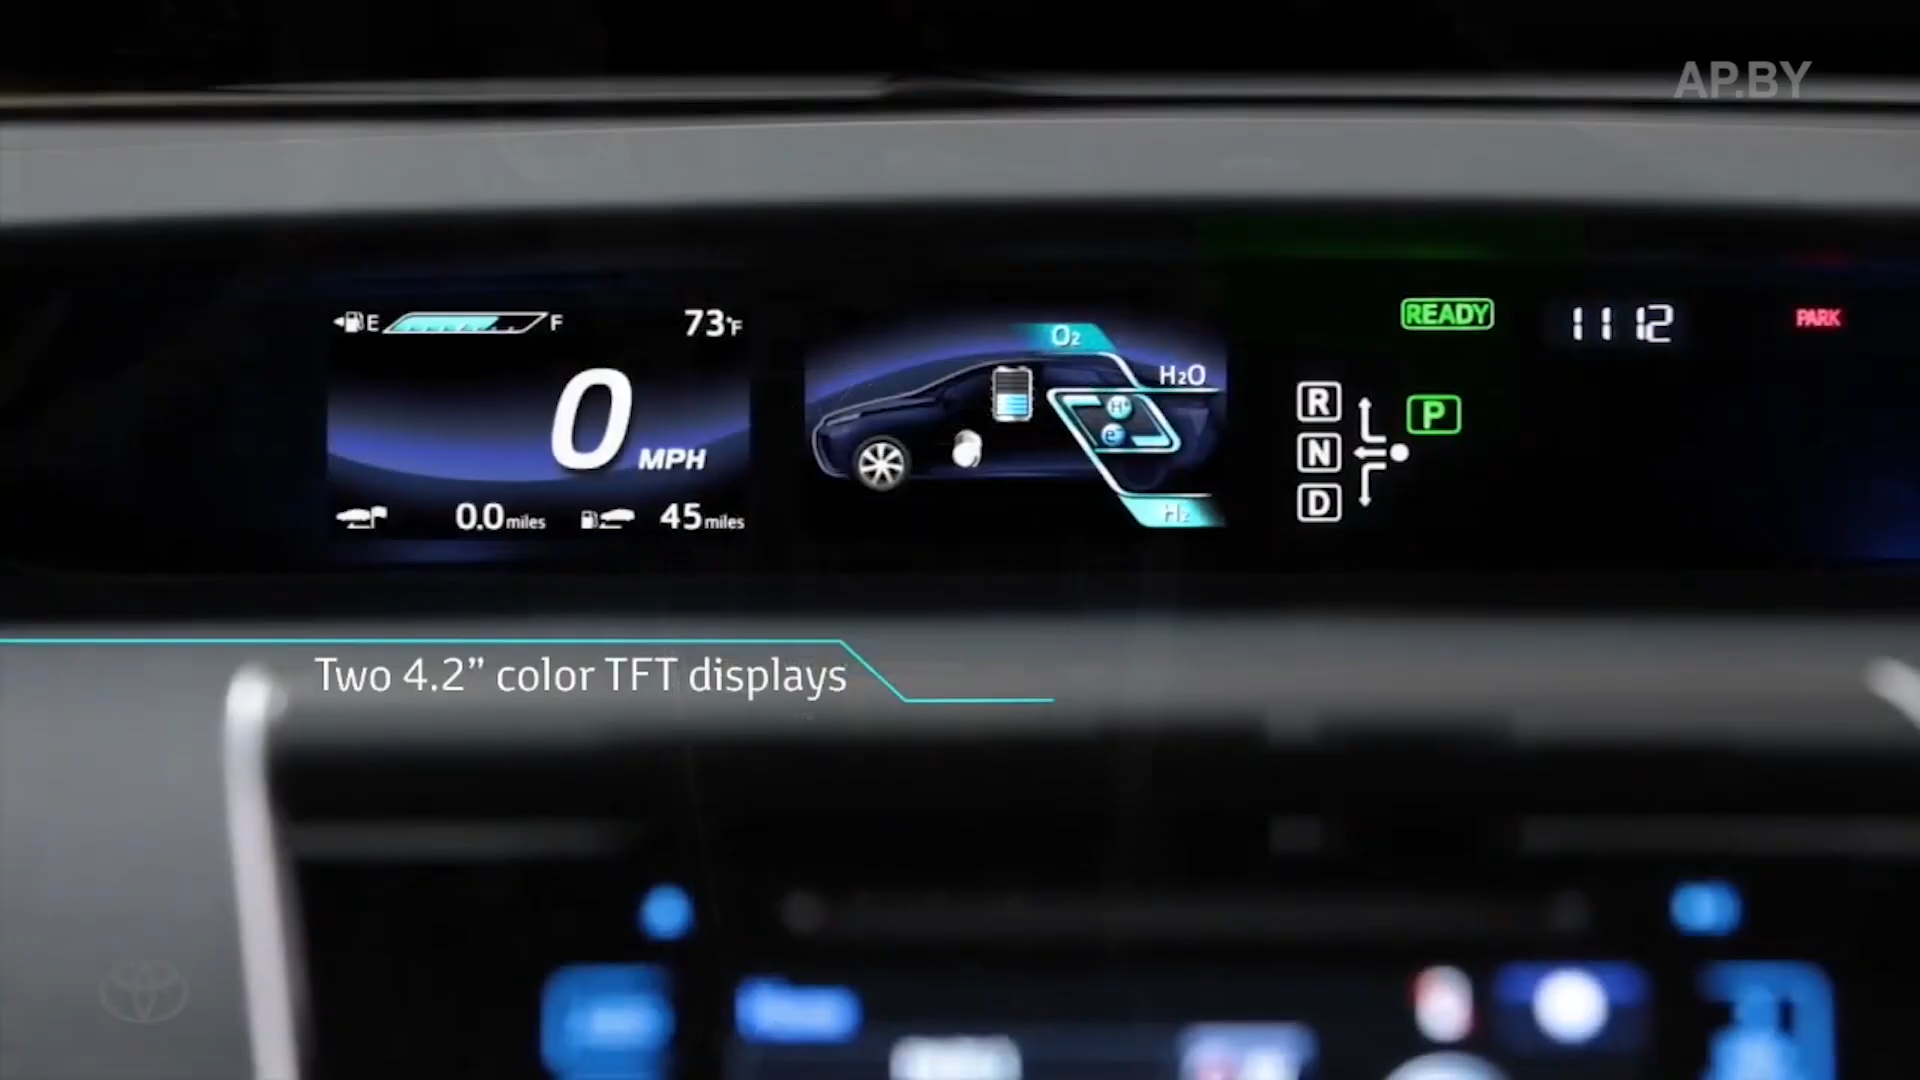 AP.BY
E F 73°F
0 MPH
0.0 miles 45 miles
O2
H2O
H+
e-
H2
READY
11 12
PARK
R
N
D
P
Two 4.2” color TFT displays